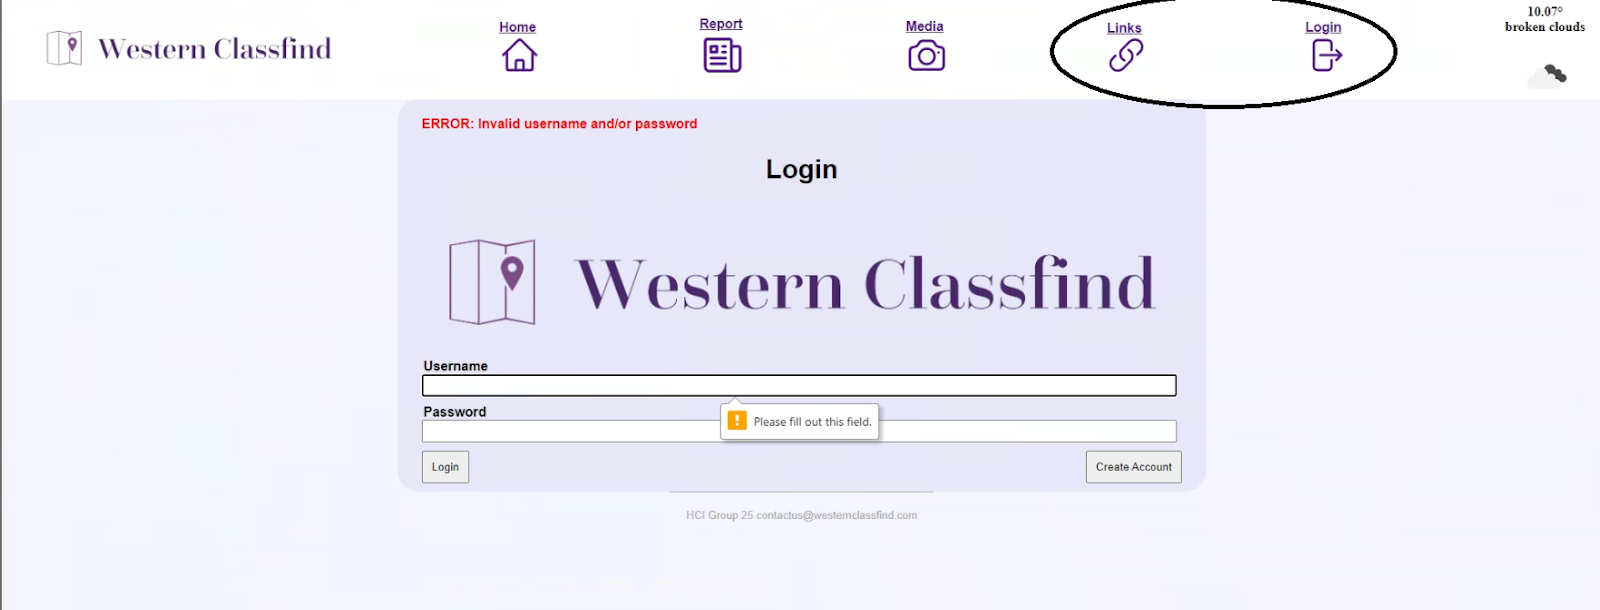 Western Classfind
Home
Report
Media
Links
Login
10.07°
broken clouds
ERROR: Invalid username and/or password
Login
Western Classfind
Username
Please fill out this field.
Password
Login
Create Account
HCI Group 25 contactus@westernclassfind.com